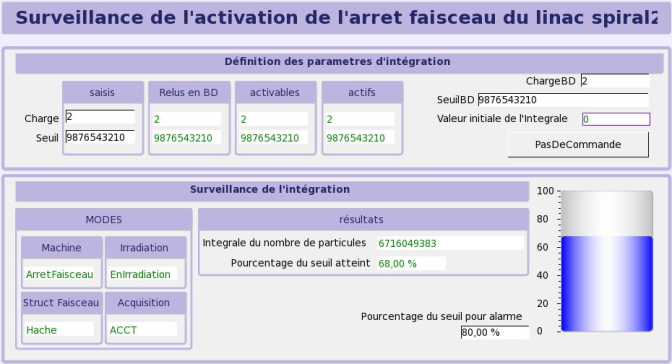 Surveillance de l'activation de l'arret faisceau du linac spiral2
Définition des parametres d'intégration
saisis Relus en BD activables actifs
Charge 2 2 2 2
Seuil 9876543210 9876543210 9876543210 9876543210
ChargeBD 2
SeuilBD 9876543210
Valeur initiale de l'Integrale 0
PasDeCommande
Surveillance de l'intégration
MODES
Machine Irradiation
ArretFaisceau EnIrradiation
Struct Faisceau Acquisition
Hache ACCT
résultats
Integrale du nombre de particules 6716049383
Pourcentage du seuil atteint 68,00 %
Pourcentage du seuil pour alarme
80,00 %
100
80
60
40
20
0